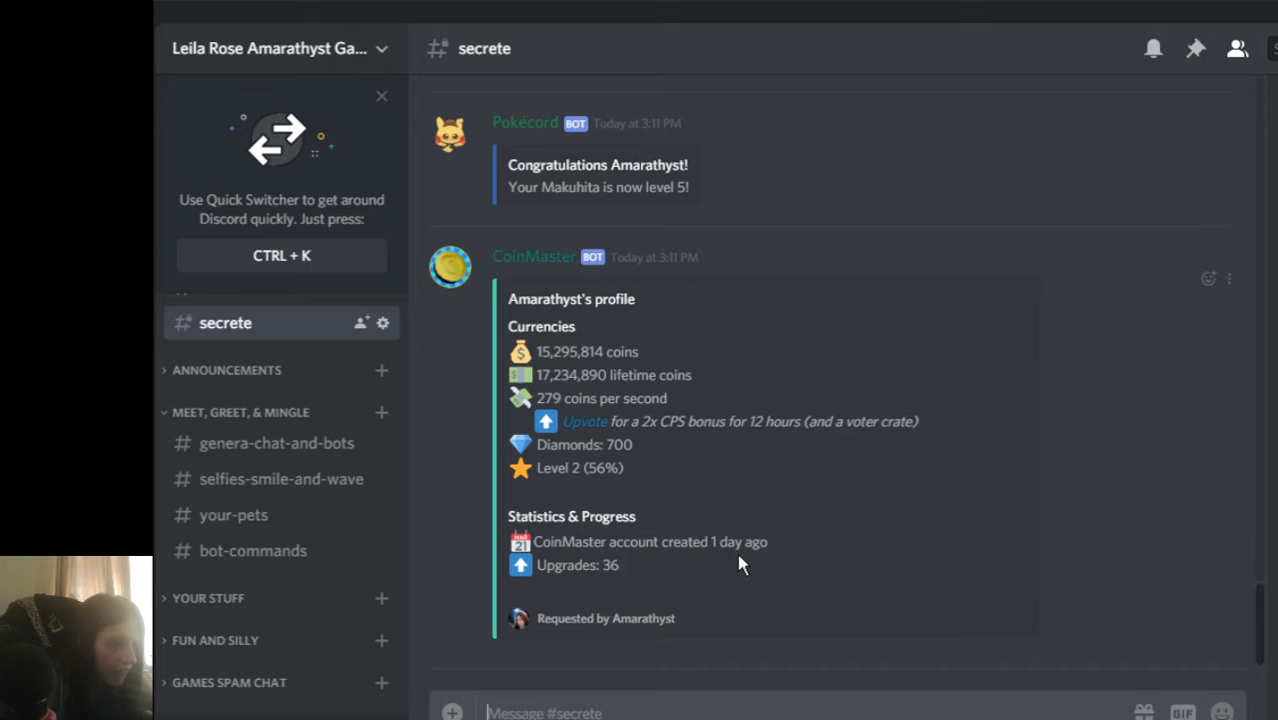 Leila Rose Amarathyst Ga...
secrete
Use Quick Switcher to get around
Discord quickly. Just press:
CTRL + K
secrete
ANNOUNCEMENTS
MEET, GREET, & MINGLE
genera-chat-and-bots
selfies-smile-and-wave
your-pets
bot-commands
YOUR STUFF
FUN AND SILLY
GAMES SPAM CHAT
Pokécord BOT Today at 3:11 PM
Congratulations Amarathyst!
Your Makuhita is now level 5!
CoinMaster BOT Today at 3:11 PM
Amarathyst's profile
Currencies
15,295,814 coins
17,234,890 lifetime coins
279 coins per second
Upvote for a 2x CPS bonus for 12 hours (and a voter crate)
Diamonds: 700
Level 2 (56%)
Statistics & Progress
CoinMaster account created 1 day ago
Upgrades: 36
Requested by Amarathyst
Message #secrete
GIF